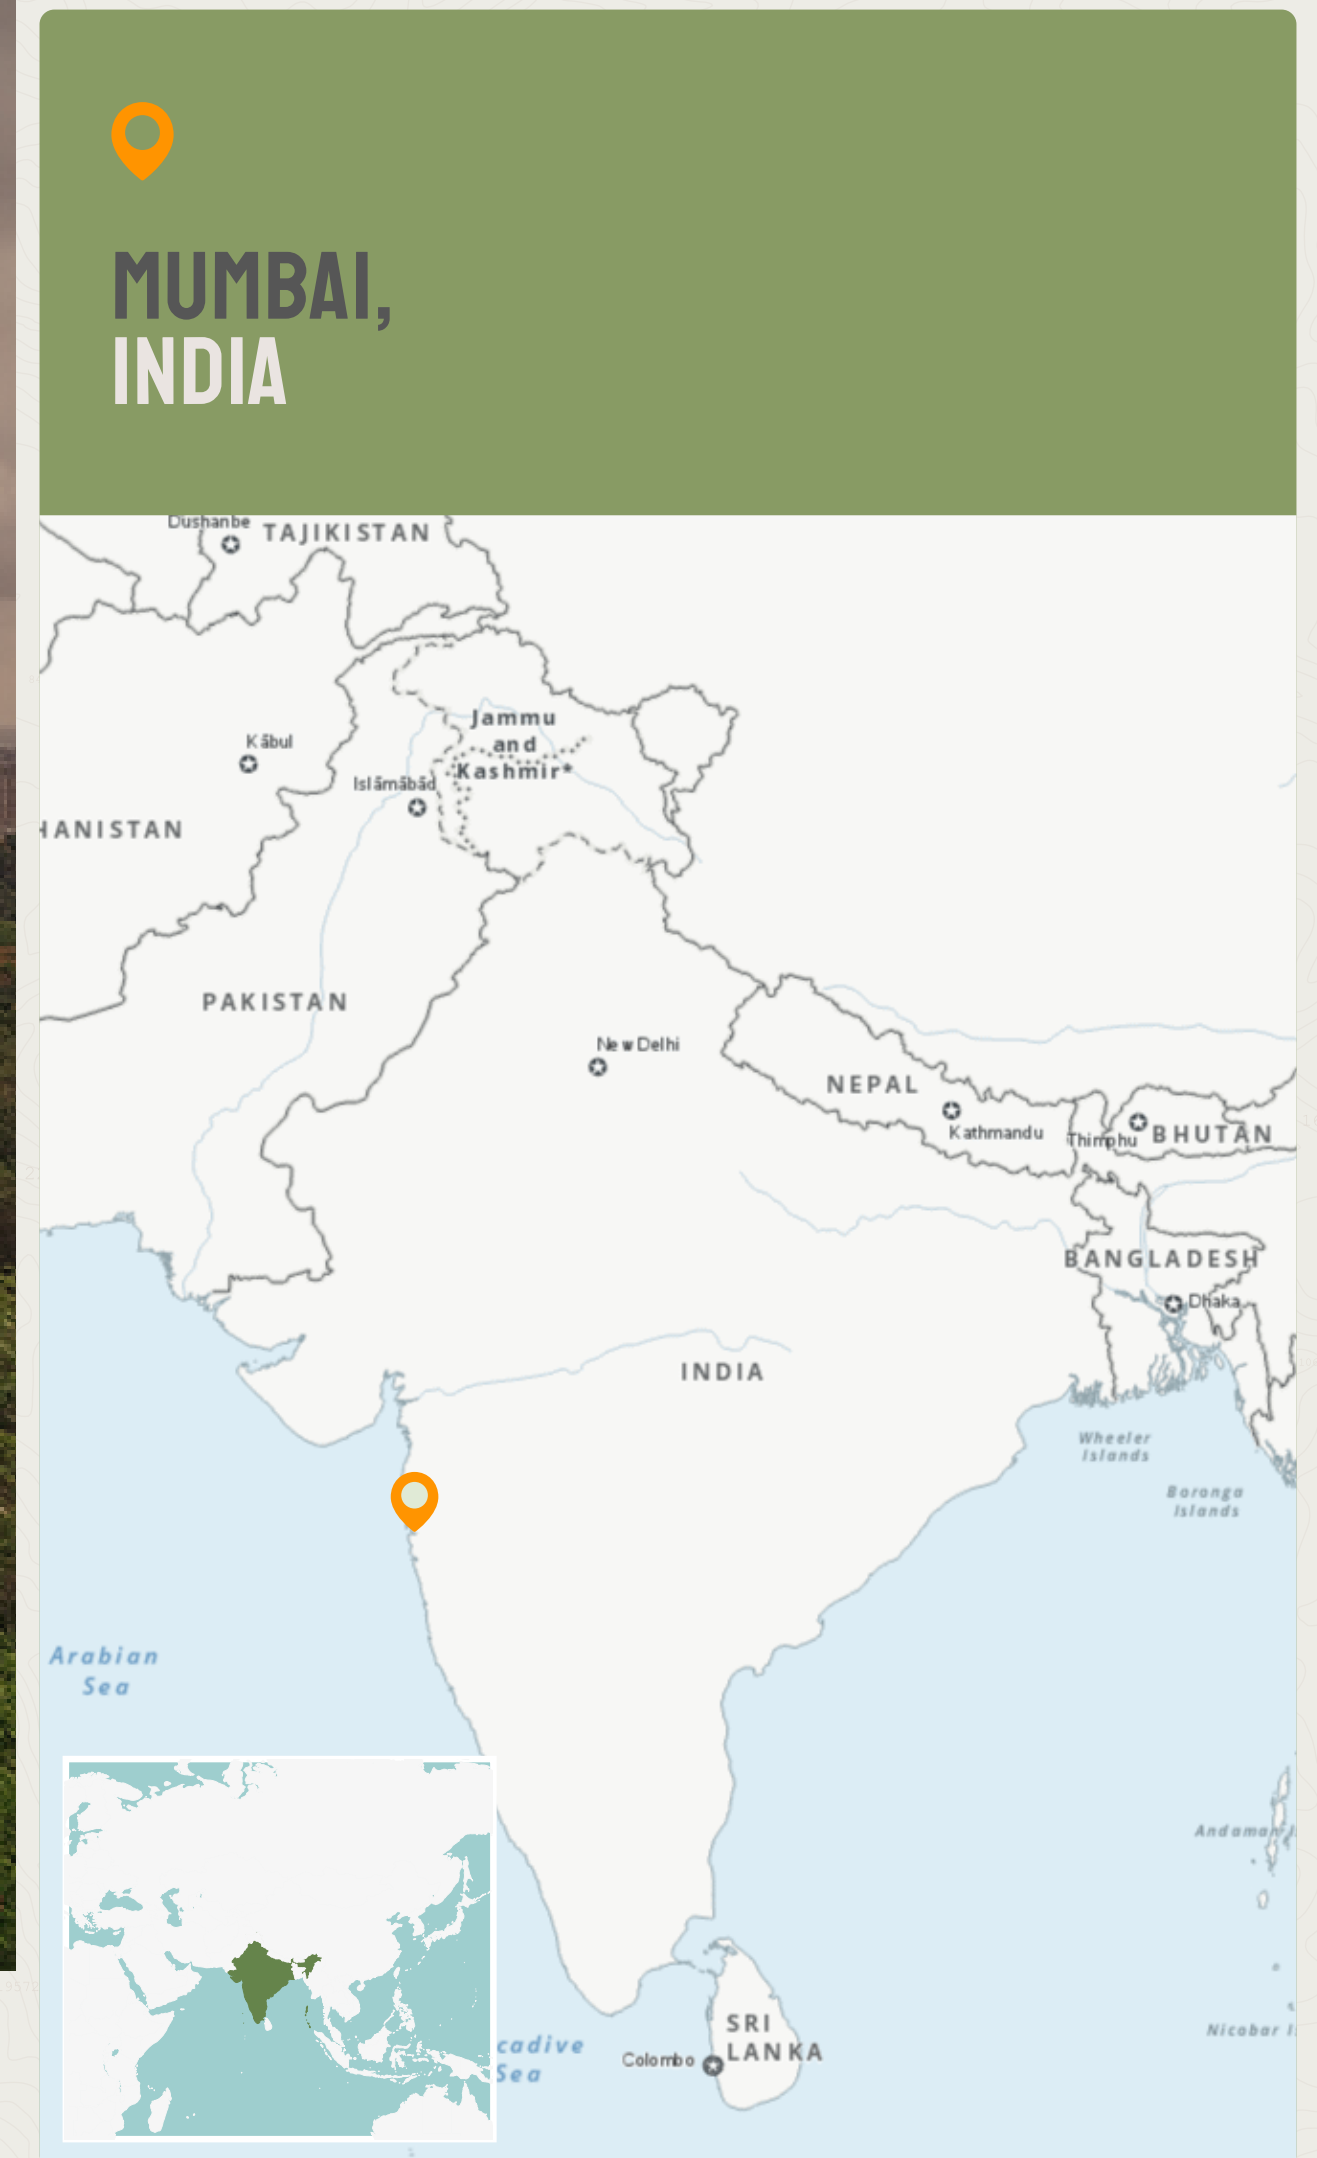 MUMBAI,
INDIA
Dushanbe
TAJIKISTAN
Jammu
and
Kashmir*
Kābul
Islāmābād
HANISTAN
PAKISTAN
New Delhi
NEPAL
Kathmandu
Thimphu
BHUTAN
BANGLADESH
Dhaka
INDIA
Wheeler
Islands
Boronga
Islands
Arabian
Sea
Andaman I
Nicobar I
SRI
LANKA
Colombo
cadive
Sea